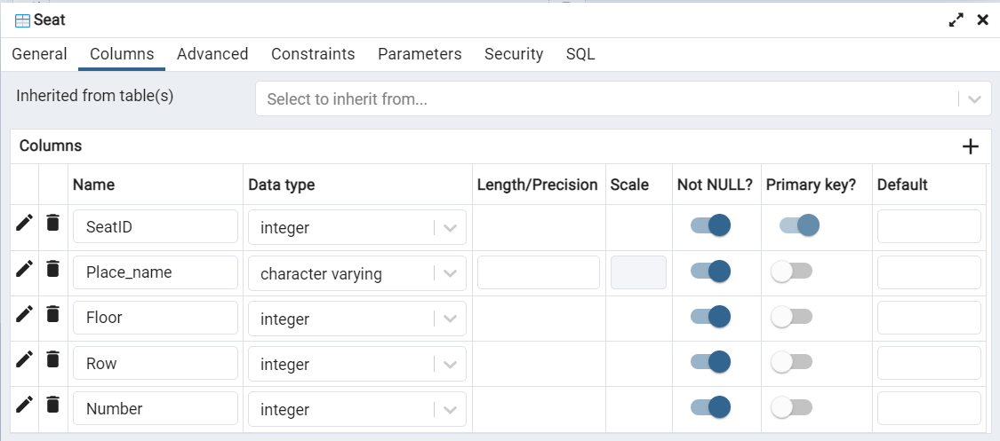 Seat
General Columns Advanced Constraints Parameters Security SQL
Inherited from table(s) Select to inherit from...
Columns
Name Data type Length/Precision Scale Not NULL? Primary key? Default
SeatID integer
Place_name character varying
Floor integer
Row integer
Number integer